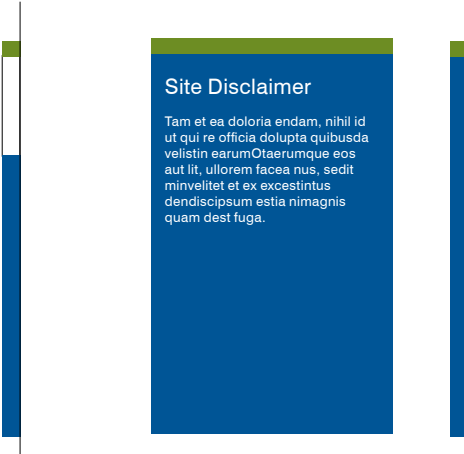 Site Disclaimer
Tam et ea doloria endam, nihil id
ut qui re officia dolupta quibusda
velistin earumOtaerumque eos
aut lit, ullorem facea nus, sedit
minvelitet et ex excestintus
dendiscipsum estia nimagnis
quam dest fuga.